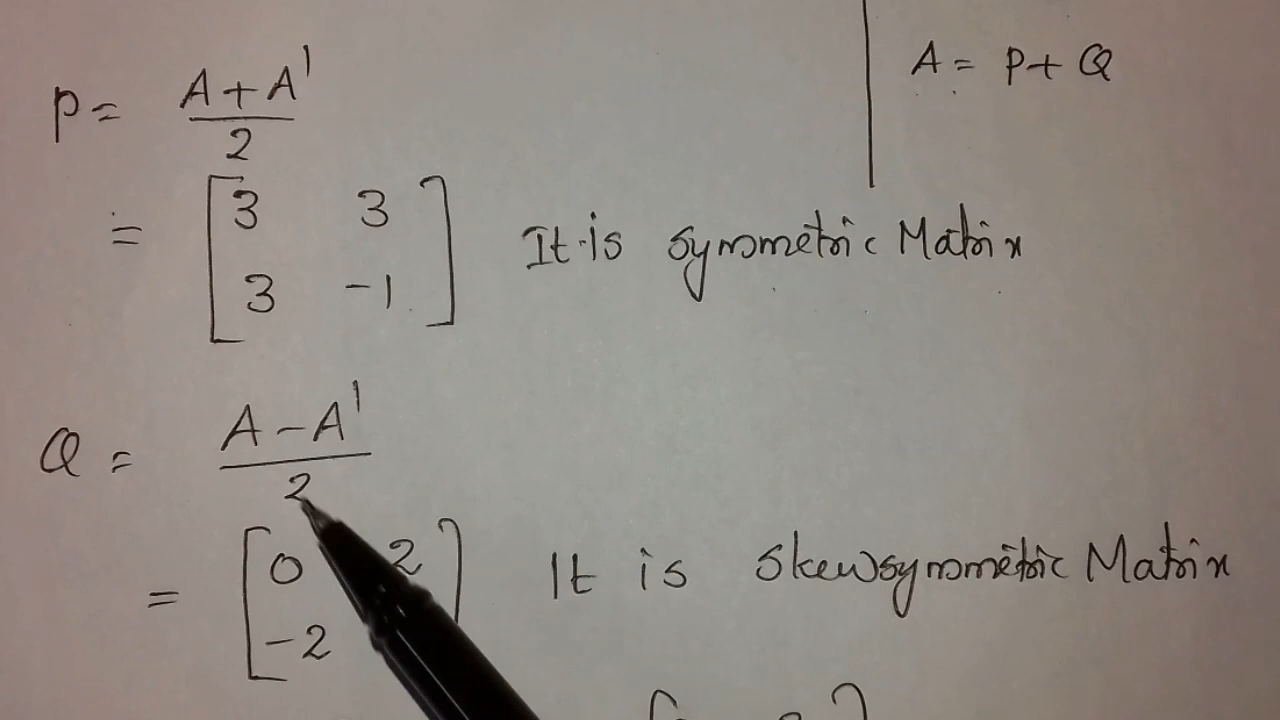 A = P + Q
P = A + A' / 2
= [3 3
3 -1] It is symmetric Matrix
Q = A - A' / 2
= [0 2
-2 ] It is skewsymmetric Matrix